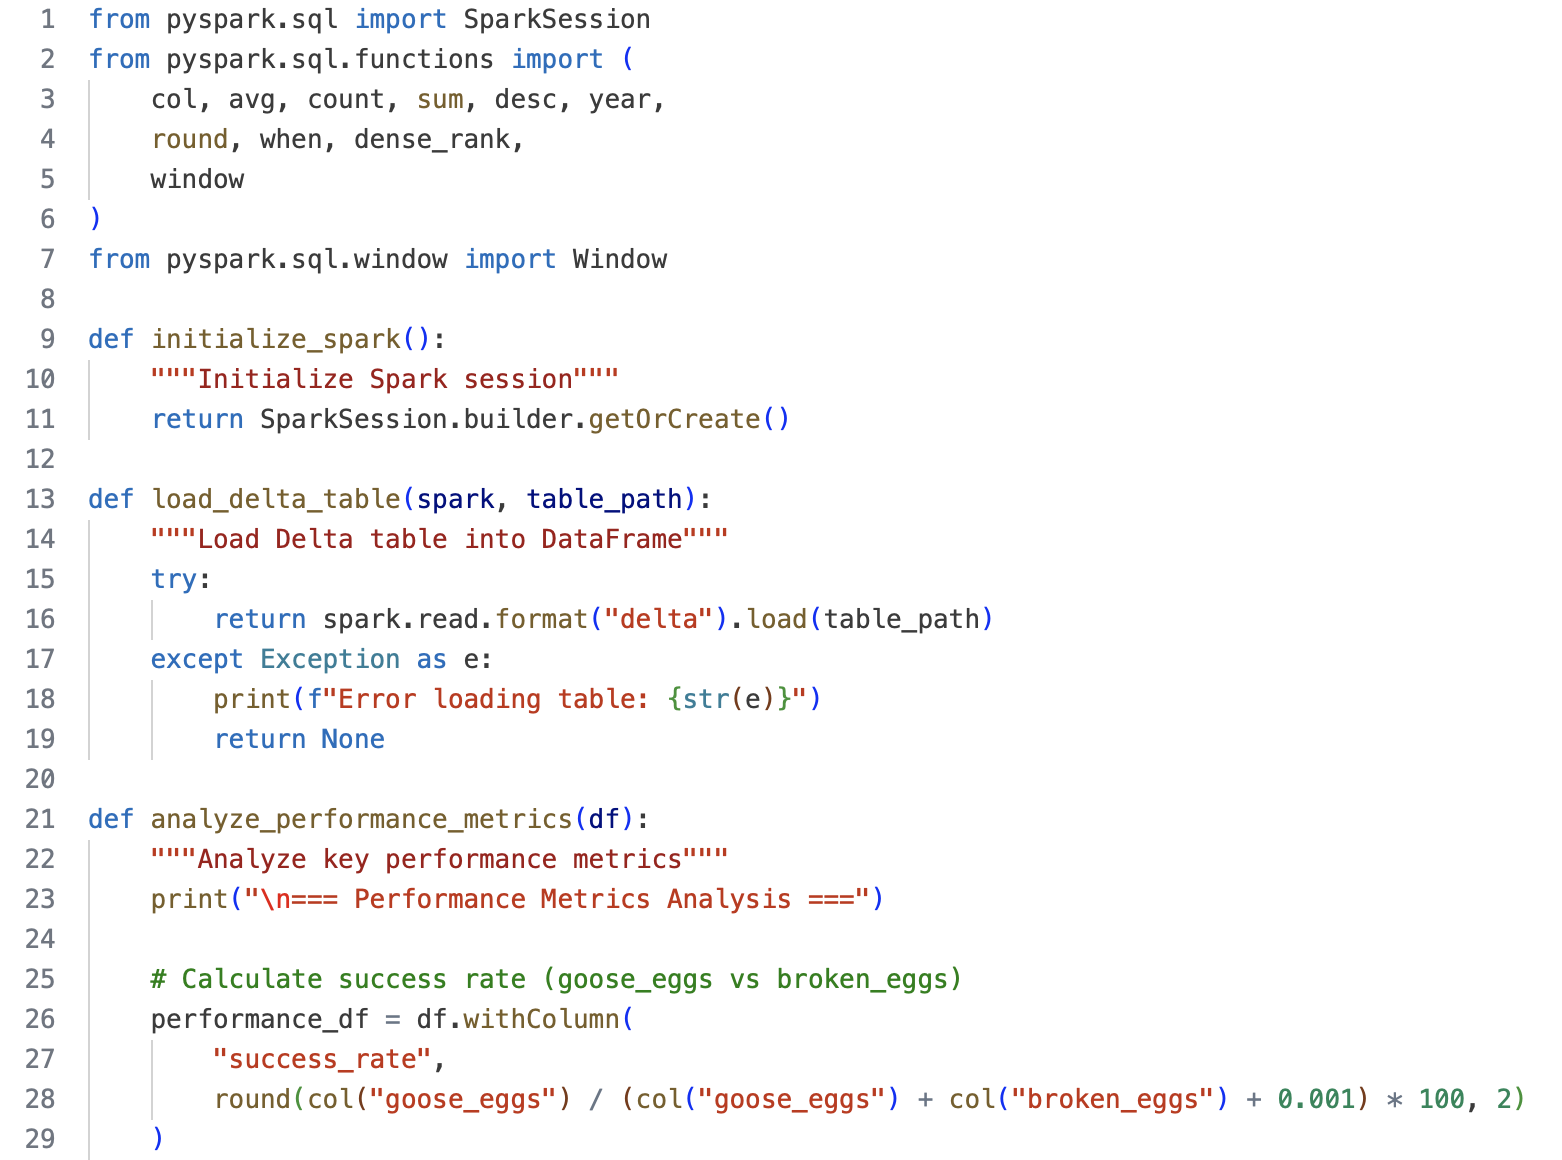 1 from pyspark.sql import SparkSession
2 from pyspark.sql.functions import (
3     col, avg, count, sum, desc, year,
4     round, when, dense_rank,
5     window
6 )
7 from pyspark.sql.window import Window
8
9 def initialize_spark():
10     """Initialize Spark session"""
11     return SparkSession.builder.getOrCreate()
12
13 def load_delta_table(spark, table_path):
14     """Load Delta table into DataFrame"""
15     try:
16         return spark.read.format("delta").load(table_path)
17     except Exception as e:
18         print(f"Error loading table: {str(e)}")
19         return None
20
21 def analyze_performance_metrics(df):
22     """Analyze key performance metrics"""
23     print("\n=== Performance Metrics Analysis ===")
24
25     # Calculate success rate (goose_eggs vs broken_eggs)
26     performance_df = df.withColumn(
27         "success_rate",
28         round(col("goose_eggs") / (col("goose_eggs") + col("broken_eggs") + 0.001) * 100, 2)
29     )